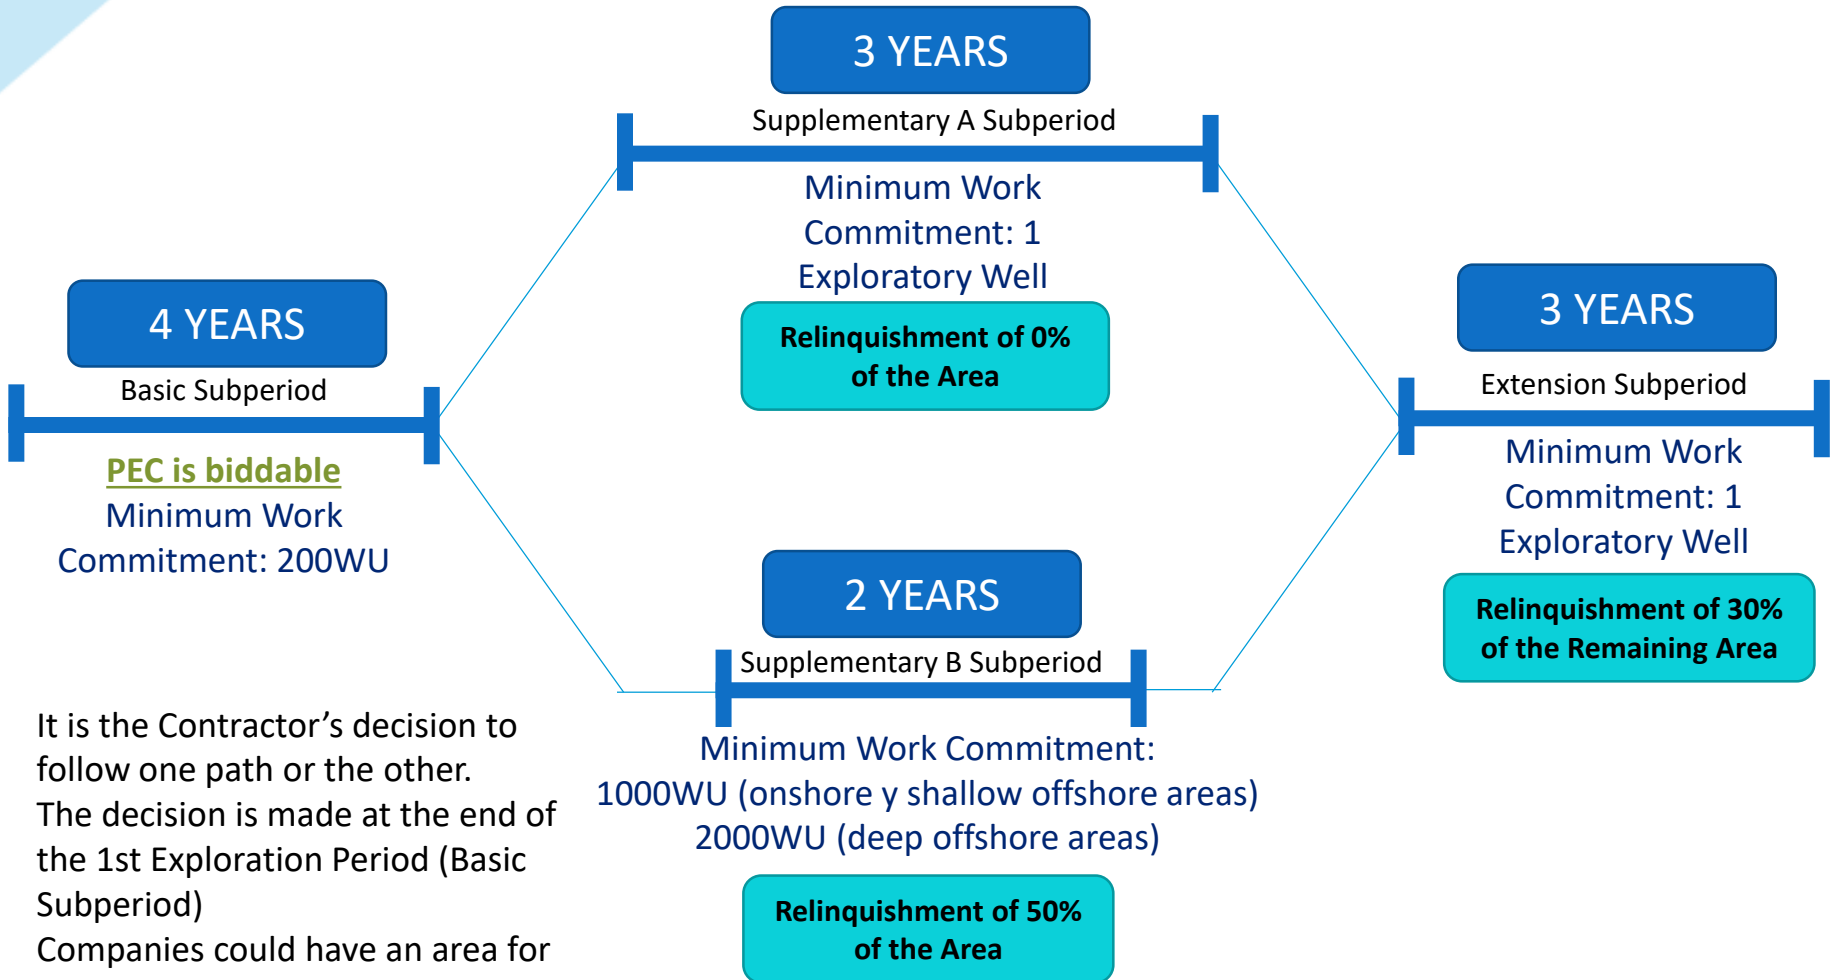 3 YEARS
Supplementary A Subperiod
Minimum Work
Commitment: 1
Exploratory Well
Relinquishment of 0%
of the Area
4 YEARS
Basic Subperiod
PEC is biddable
Minimum Work
Commitment: 200WU
3 YEARS
Extension Subperiod
Minimum Work
Commitment: 1
Exploratory Well
Relinquishment of 30%
of the Remaining Area
2 YEARS
Supplementary B Subperiod
Minimum Work Commitment:
1000WU (onshore y shallow offshore areas)
2000WU (deep offshore areas)
Relinquishment of 50%
of the Area
It is the Contractor’s decision to
follow one path or the other.
The decision is made at the end of
the 1st Exploration Period (Basic
Subperiod)
Companies could have an area for